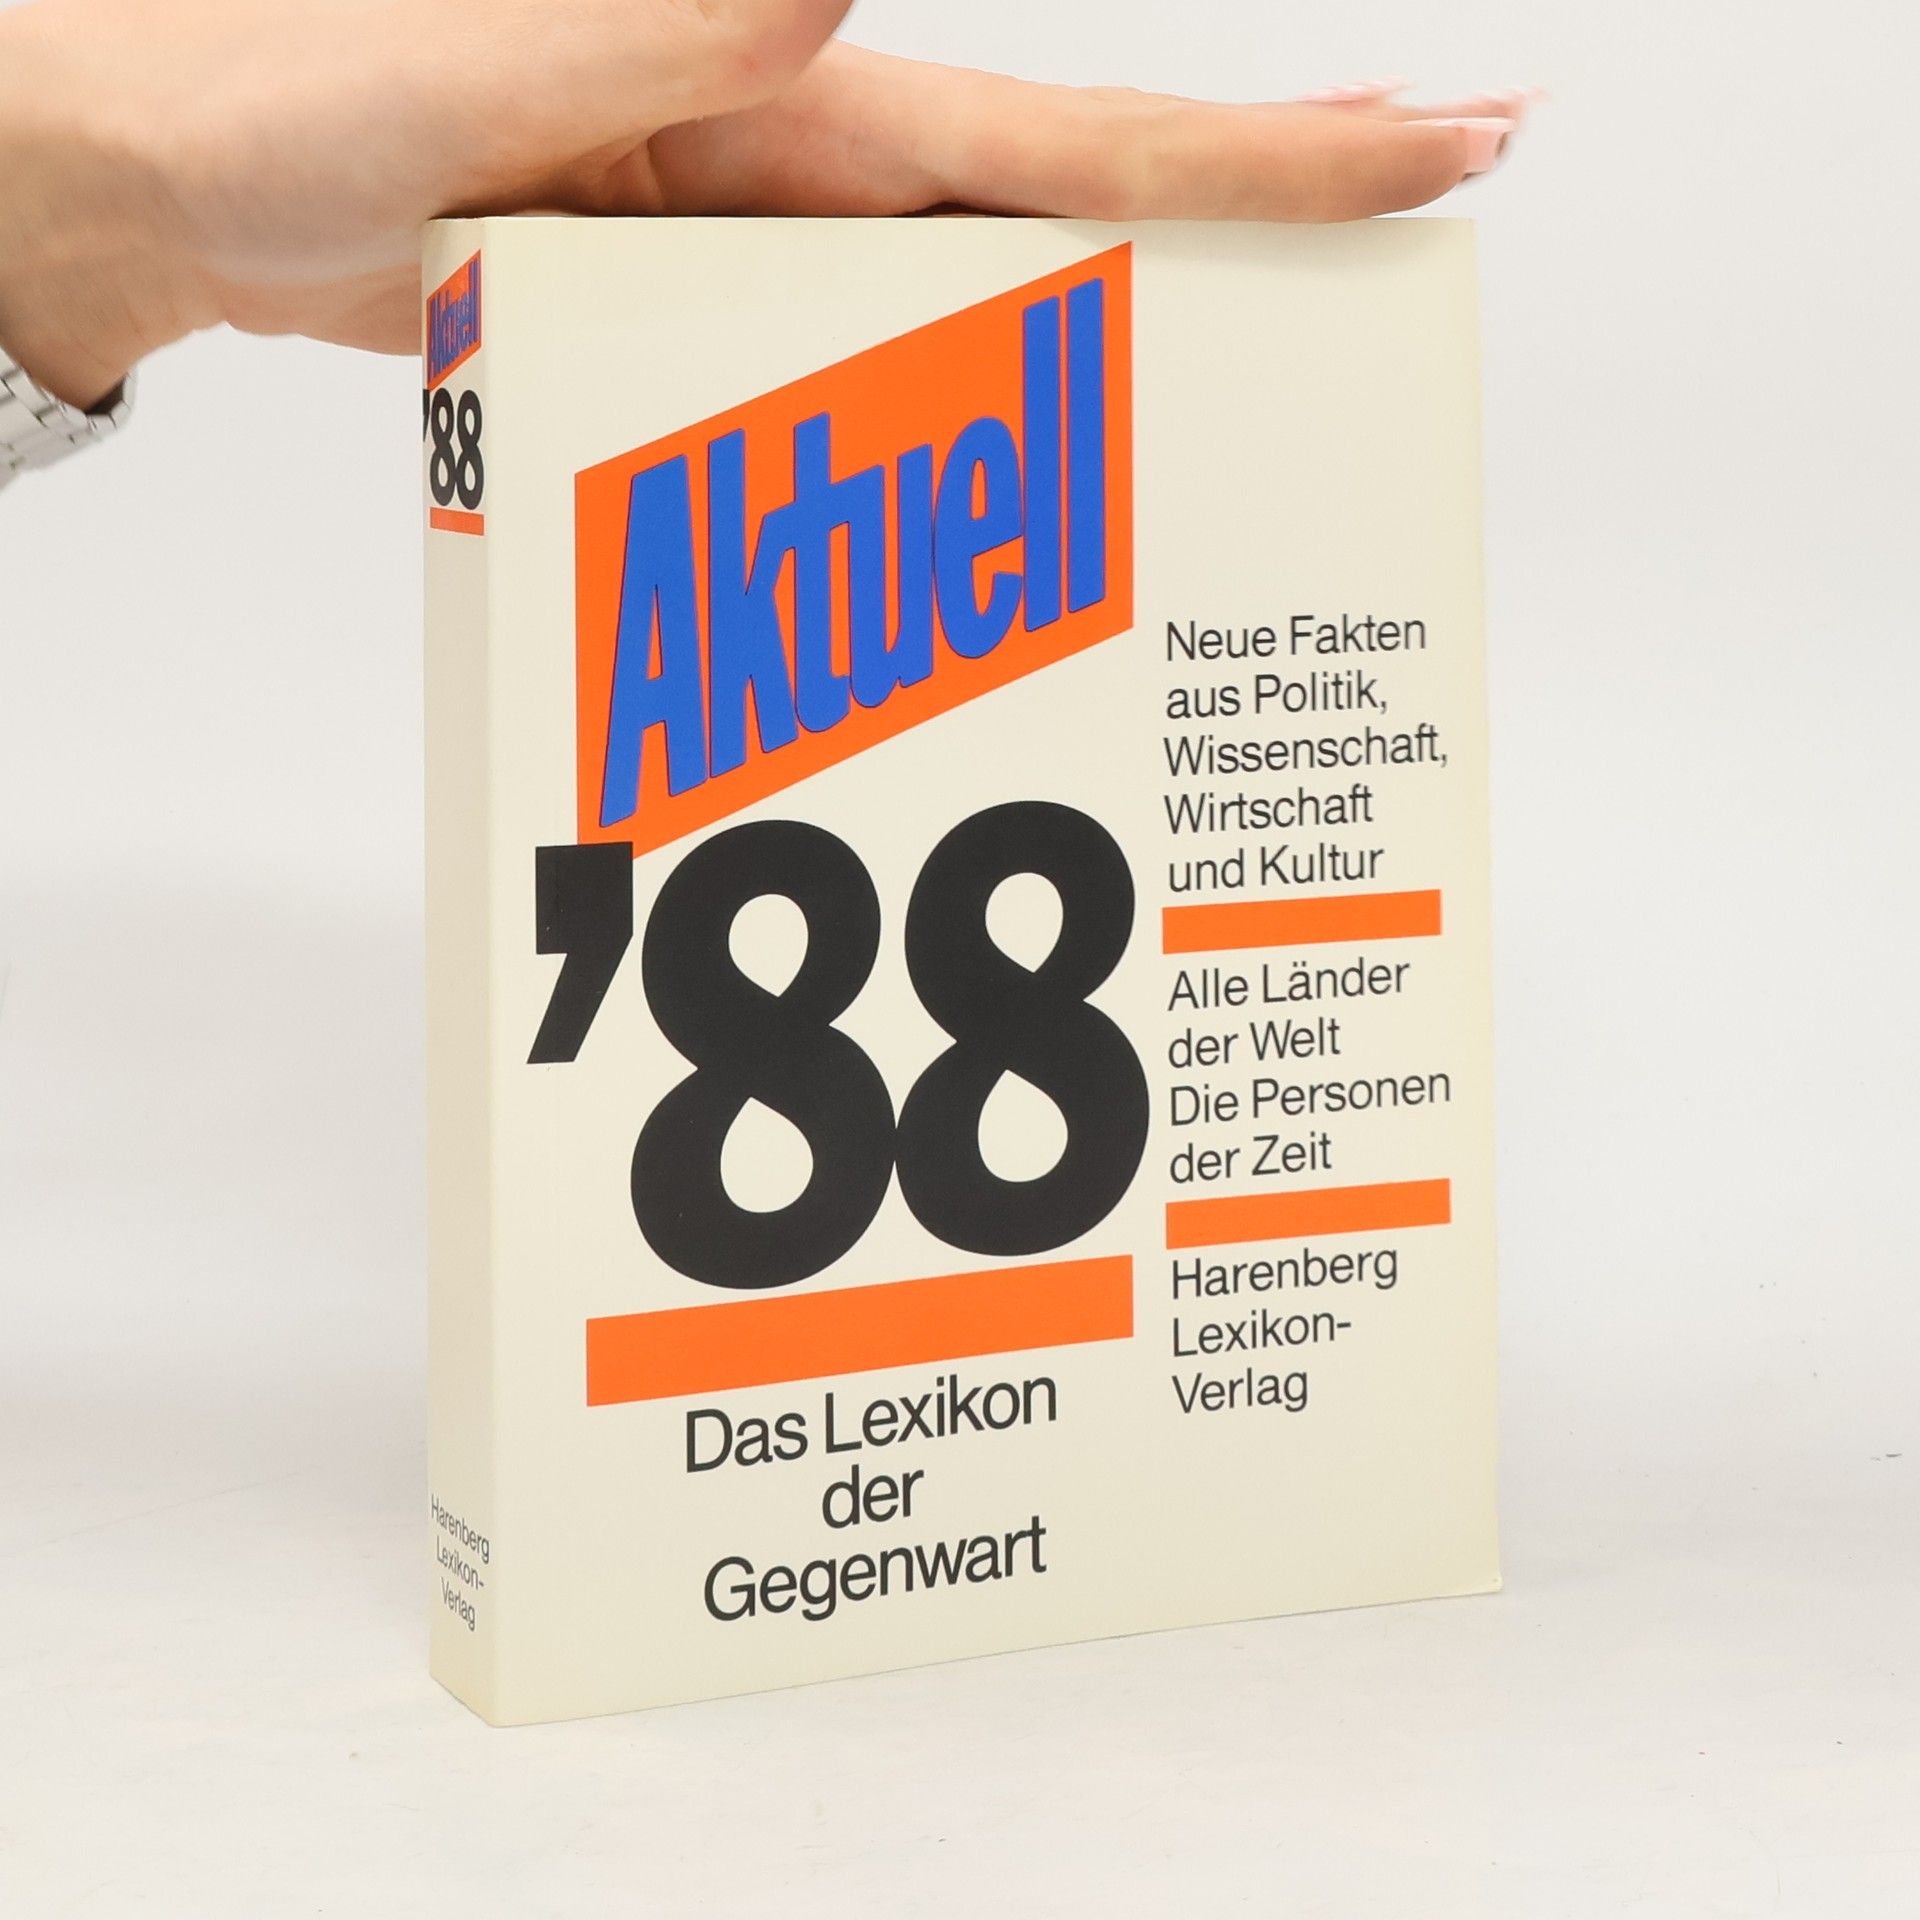 Aktuell
'88
Harenberg
Lexikon-
Verlag
Aktuell
'88
Das Lexikon
der
Gegenwart
Neue Fakten
aus Politik,
Wissenschaft,
Wirtschaft
und Kultur
Alle Länder
der Welt
Die Personen
der Zeit
Harenberg
Lexikon-
Verlag